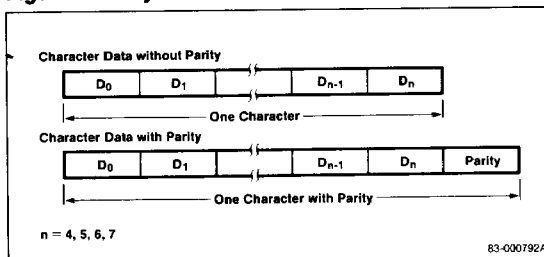 Character Data without Parity
D0 D1 Dn-1 Dn
One Character
Character Data with Parity
D0 D1 Dn-1 Dn Parity
One Character with Parity
n = 4, 5, 6, 7
83-000792A